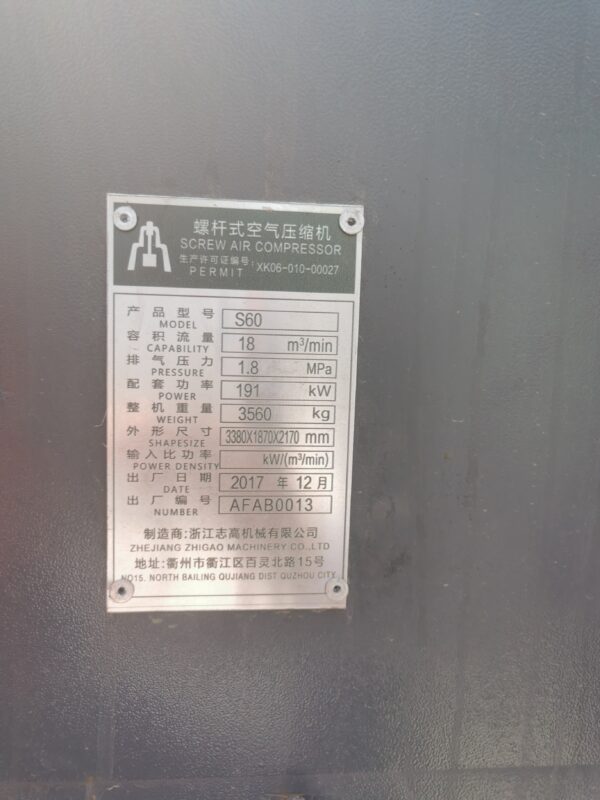 螺杆式空气压缩机
SCREW AIR COMPRESSOR
生产许可证编号:
PERMIT XK06-010-00027
产品型号 S60
MODEL
容积流量 18 m³/min
CAPABILITY
排气压力 1.8 MPa
PRESSURE
配套功率 191 kW
POWER
整机重量 3560 kg
WEIGHT
外形尺寸 3380X1870X2170 mm
SHAPESIZE
输入比功率 kW/(m³/min)
POWER DENSITY
出厂日期 2017 年 12 月
DATE
出厂编号 AFAB0013
NUMBER
制造商:浙江志高机械有限公司
ZHEJIANG ZHIGAO MACHINERY CO.,LTD
地址:衢州市衢江区百灵北路15号
NO15. NORTH BAILING QUJIANG DIST QUZHOU CITY